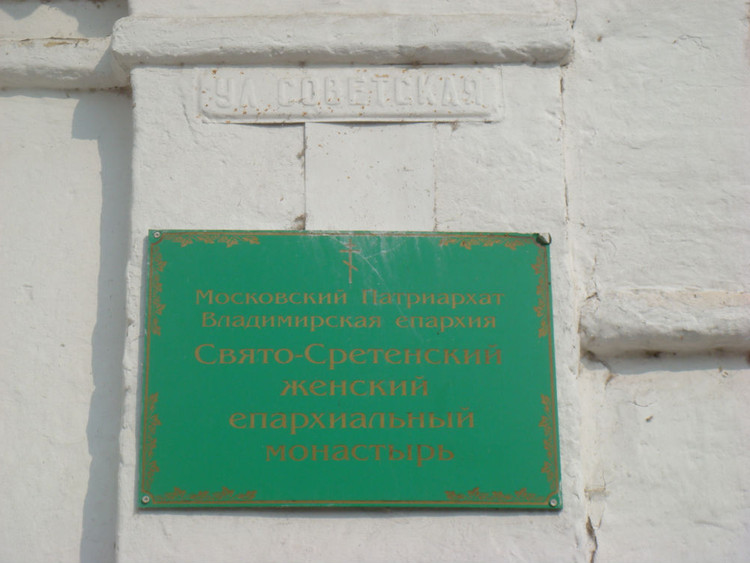 УЛ СОВЕТСКАЯ
Московский Патриархат
Владимирская епархия
Свято-Сретенский
женский
епархиальный
монастырь